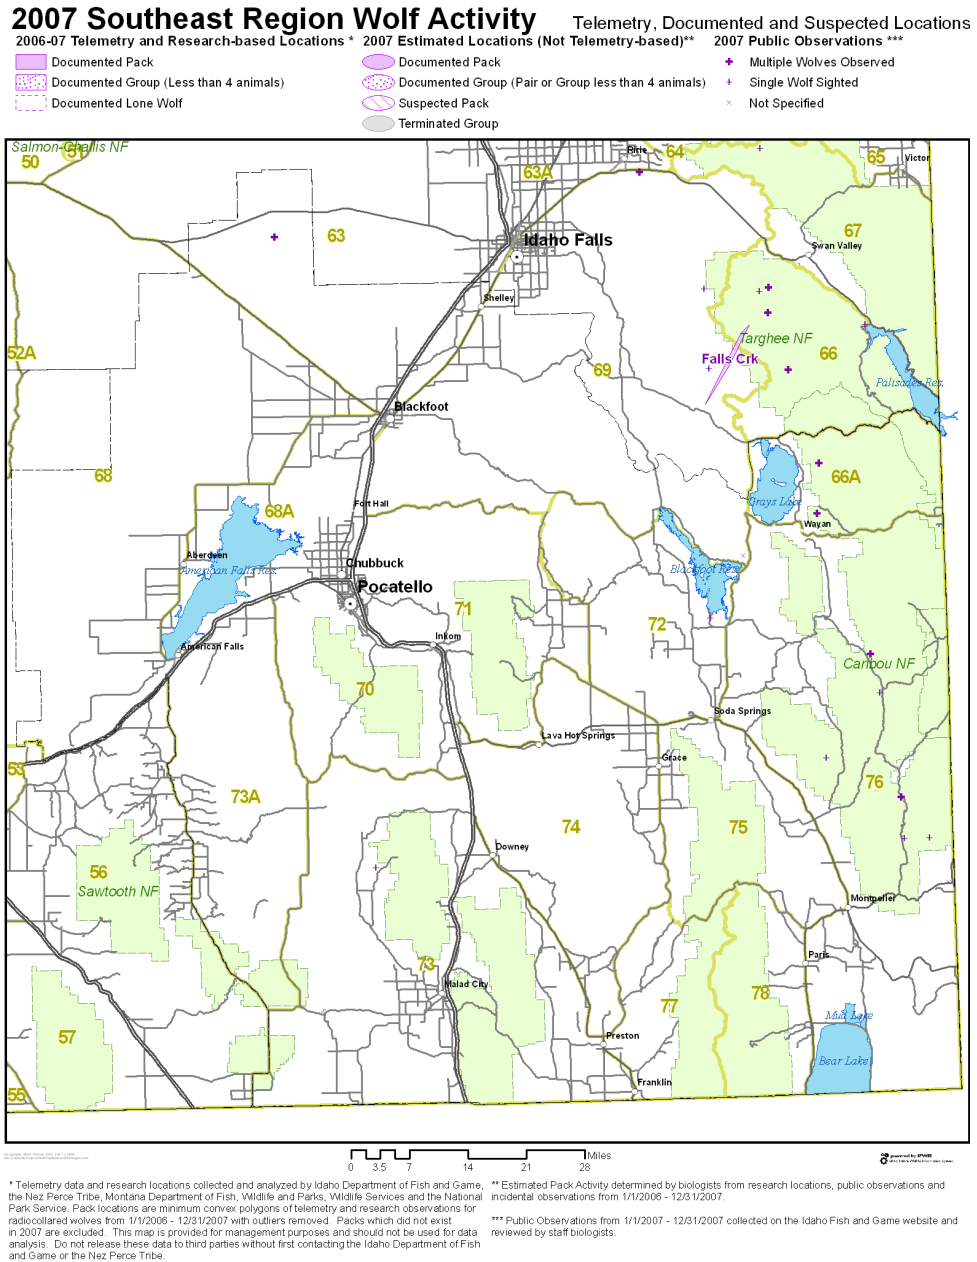 2007 Southeast Region Wolf Activity
Telemetry, Documented and Suspected Locations
2006-07 Telemetry and Research-based Locations *
Documented Pack
Documented Group (Less than 4 animals)
Documented Lone Wolf
2007 Estimated Locations (Not Telemetry-based)**
Documented Pack
Documented Group (Pair or Group less than 4 animals)
Suspected Pack
Terminated Group
2007 Public Observations ***
Multiple Wolves Observed
Single Wolf Sighted
Not Specified
Salmon-Challis NF
50
51
63A
Ririe
64
65
Victor
63
Idaho Falls
67
Swan Valley
Shelley
52A
Targhee NF
66
Falls Crk
69
Palisades Res.
Blackfoot
68
66A
Grays Lake
68A
Fort Hall
Wayan
Aberdeen
American Falls Res.
Chubbuck
Blackfoot Res.
Pocatello
71
72
Inkom
American Falls
Caribou NF
70
Soda Springs
Lava Hot Springs
Grace
53
76
73A
74
75
Downey
56
Sawtooth NF
Montpelier
Paris
73
Malad City
77
78
Mud Lake
57
Preston
Bear Lake
Franklin
55
0 3.5 7 14 21 28
Miles
powered by IFWIS
* Telemetry data and research locations collected and analyzed by Idaho Department of Fish and Game,
the Nez Perce Tribe, Montana Department of Fish, Wildlife and Parks, Wildlife Services and the National
Park Service. Pack locations are minimum convex polygons of telemetry and research observations for
radiocollared wolves from 1/1/2006 - 12/31/2007 with outliers removed. Packs which did not exist
in 2007 are excluded. This map is provided for management purposes and should not be used for data
analysis. Do not release these data to third parties without first contacting the Idaho Department of Fish
and Game or the Nez Perce Tribe.
** Estimated Pack Activity determined by biologists from research locations, public observations and
incidental observations from 1/1/2006 - 12/31/2007.
*** Public Observations from 1/1/2007 - 12/31/2007 collected on the Idaho Fish and Game website and
reviewed by staff biologists.